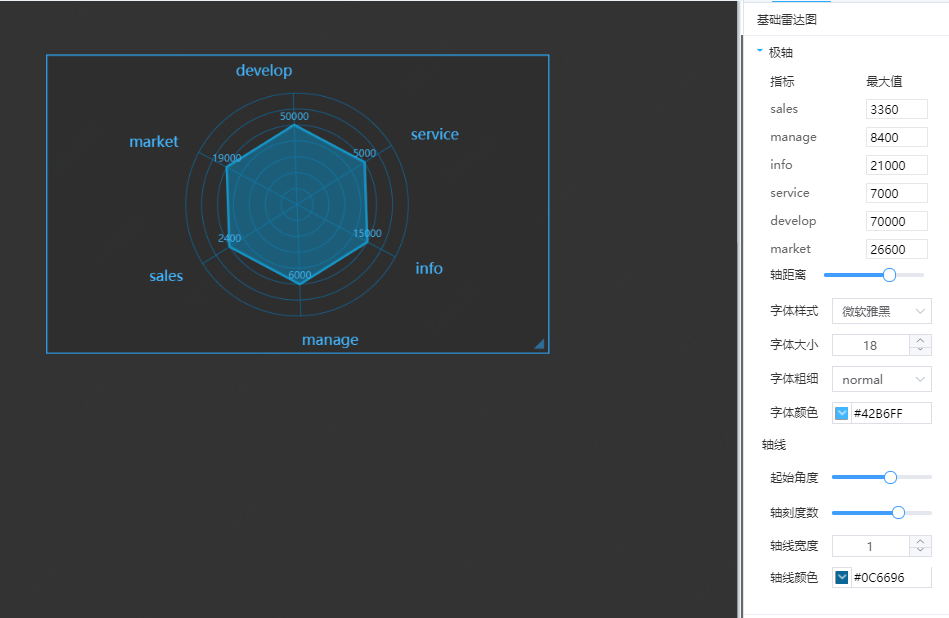 develop
50000
service
market
5000
19000
2400
15000
info
sales
6000
manage
基础雷达图
极轴
指标 最大值
sales 3360
manage 8400
info 21000
service 7000
develop 70000
market 26600
轴距离
字体样式 微软雅黑
字体大小 18
字体粗细 normal
字体颜色 #42B6FF
轴线
起始角度
轴刻度数
轴线宽度 1
轴线颜色 #0C6696